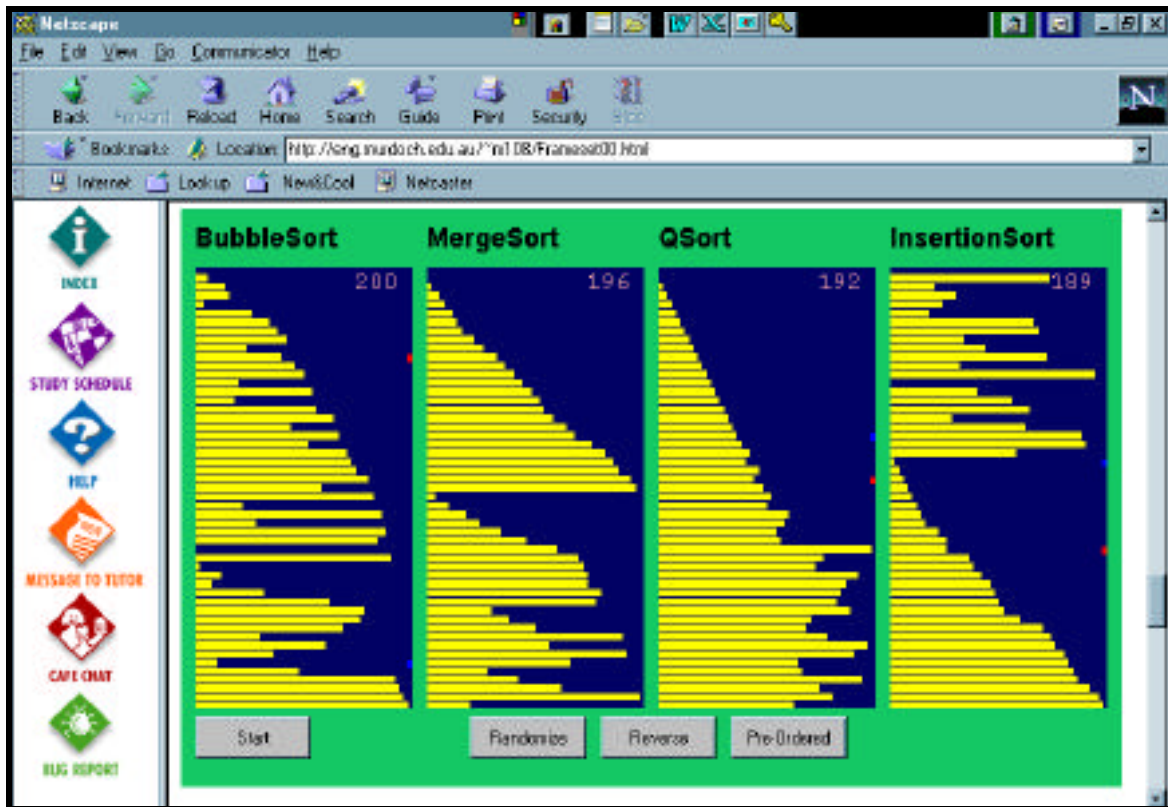 Netscape
File Edit View Go Communicator Help
Back Forward Reload Home Search Guide Print Security Stop
Bookmarks Location: http://eng.murdoch.edu.au/~m108/Frameset00.html
Internet Lookup New&Cool Netcaster
N
BubbleSort MergeSort QSort InsertionSort
200 196 192 189
INDEX
STUDY SCHEDULE
HELP
MESSAGE TO TUTOR
CAFE CHAT
BUG REPORT
Start Randomize Reverse Pre-Ordered